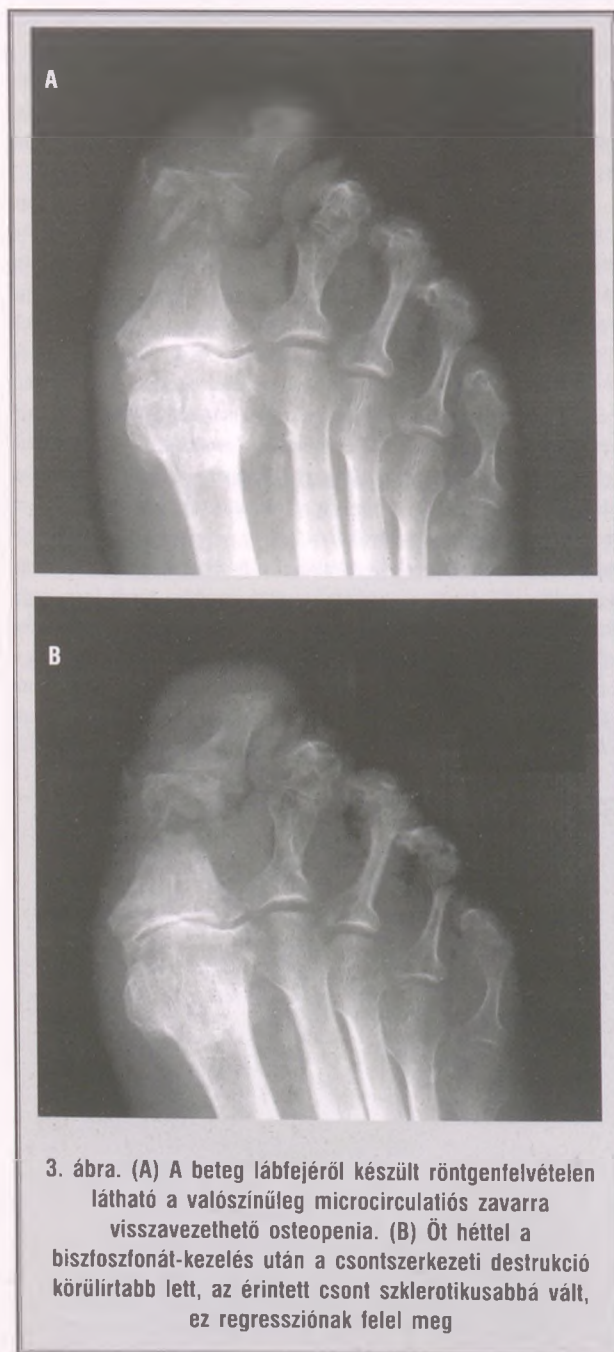 A
B
3. ábra. (A) A beteg lábfejéről készült röntgenfelvételen
látható a valószínűleg microcirculatiós zavarra
visszavezethető osteopenia. (B) Öt héttel a
biszfoszfonát-kezelés után a csontszerkezeti destrukció
körülírtabb lett, az érintett csont szklerotikusabbá vált,
ez regressziónak felel meg